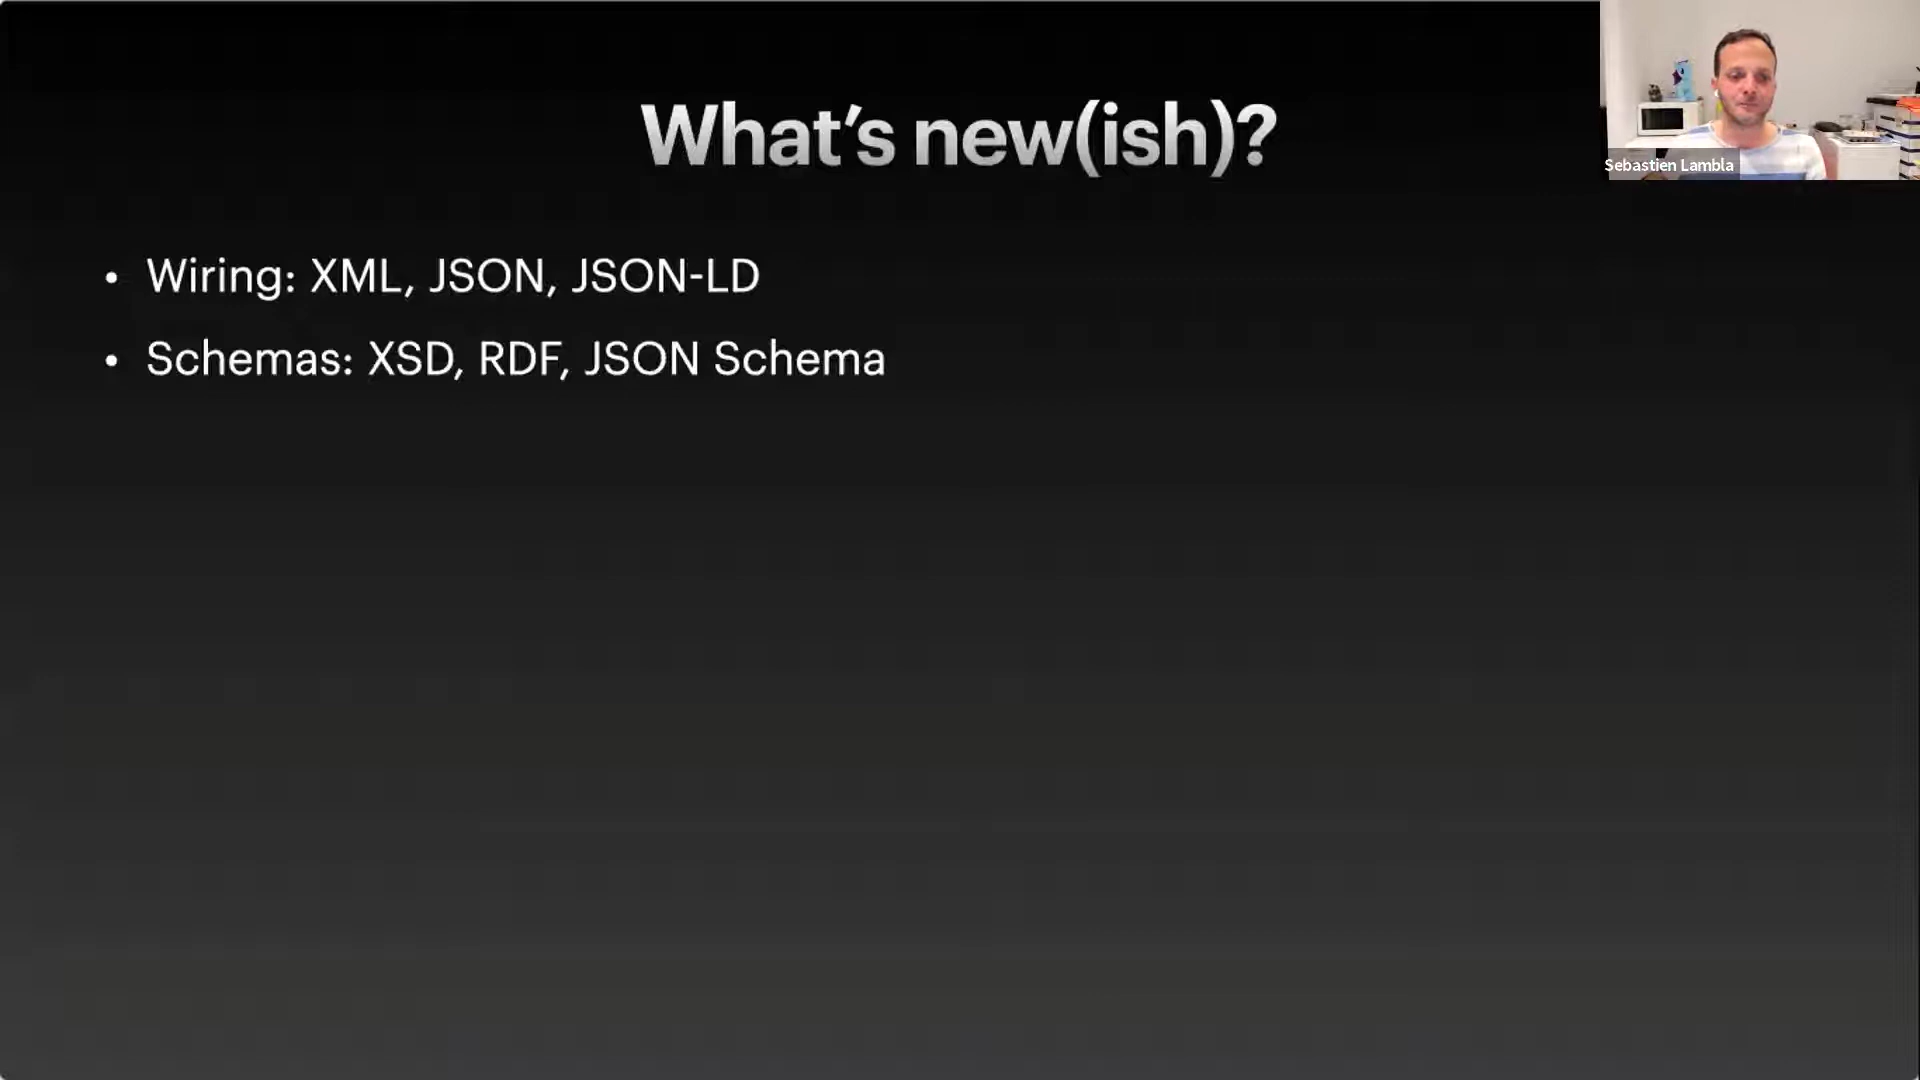 What's new(ish)?
Sebastien Lambla
• Wiring: XML, JSON, JSON-LD
• Schemas: XSD, RDF, JSON Schema